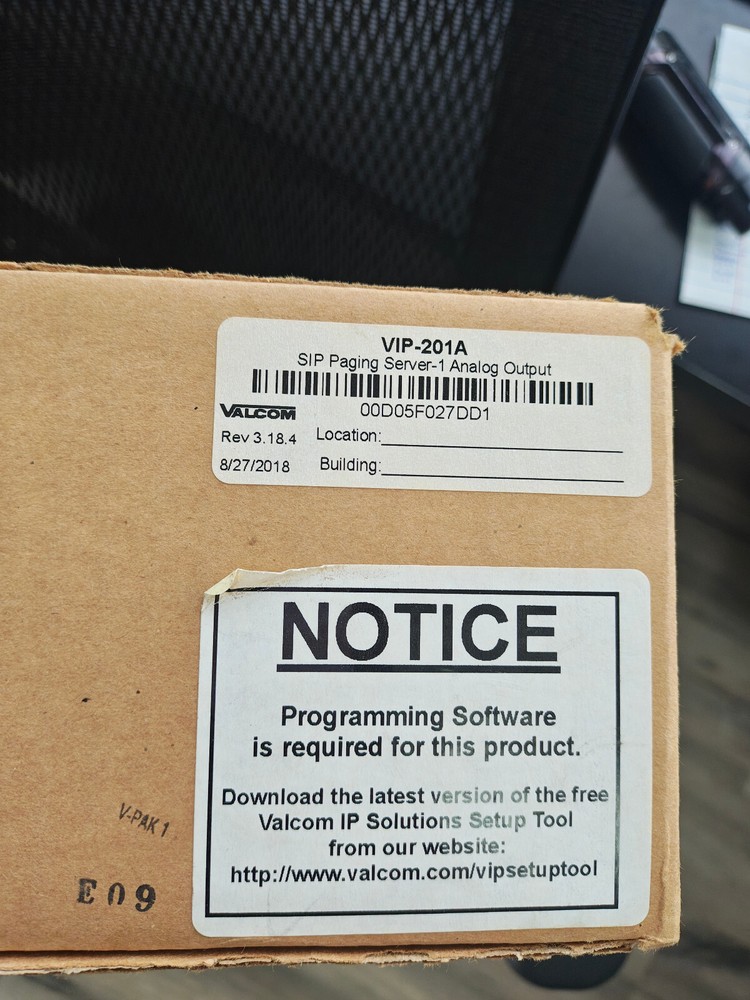 VIP-201A
SIP Paging Server-1 Analog Output
VALCOM
00D05F027DD1
Rev 3.18.4
Location:
8/27/2018
Building:
NOTICE
Programming Software
is required for this product.
Download the latest version of the free
Valcom IP Solutions Setup Tool
from our website:
http://www.valcom.com/vipsetuptool
V-PAK 1
E09